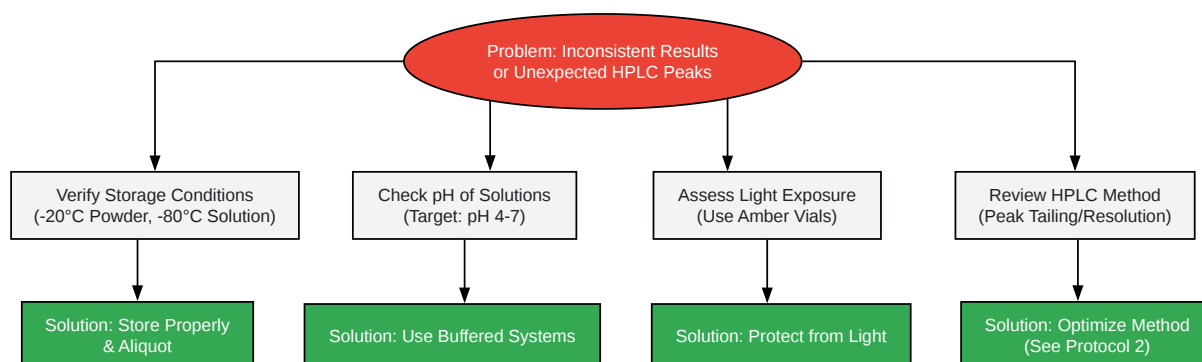 Problem: Inconsistent Results
or Unexpected HPLC Peaks
Verify Storage Conditions
(-20°C Powder, -80°C Solution)
Check pH of Solutions
(Target: pH 4-7)
Assess Light Exposure
(Use Amber Vials)
Review HPLC Method
(Peak Tailing/Resolution)
Solution: Store Properly
& Aliquot
Solution: Use Buffered Systems
Solution: Protect from Light
Solution: Optimize Method
(See Protocol 2)